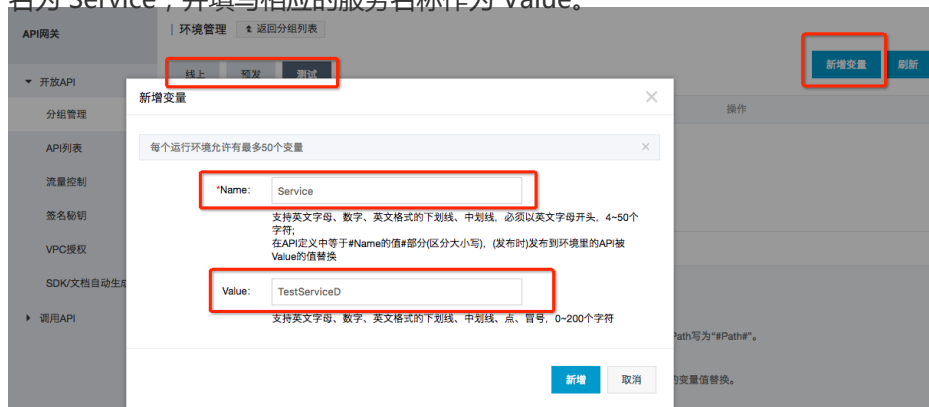 名为 Service，并填写相应的服务名称作为 Value。
API网关
环境管理 返回分组列表
新增变量 刷新
开放API
线上 预发 测试
新增变量
分组管理
操作
API列表
每个运行环境允许有最多50个变量
流量控制
*Name: Service
签名秘钥
支持英文字母、数字、英文格式的下划线、中划线，必须以英文字母开头，4~50个
字符;
VPC授权
在API定义中等于#Name的值#部分(区分大小写)，(发布时)发布到环境里的API被
Value的值替换
SDK/文档自动生成
Value: TestServiceD
调用API
支持英文字母、数字、英文格式的下划线、中划线、点、冒号，0~200个字符
Path写为"#Path#"。
新增 取消
的变量值替换。